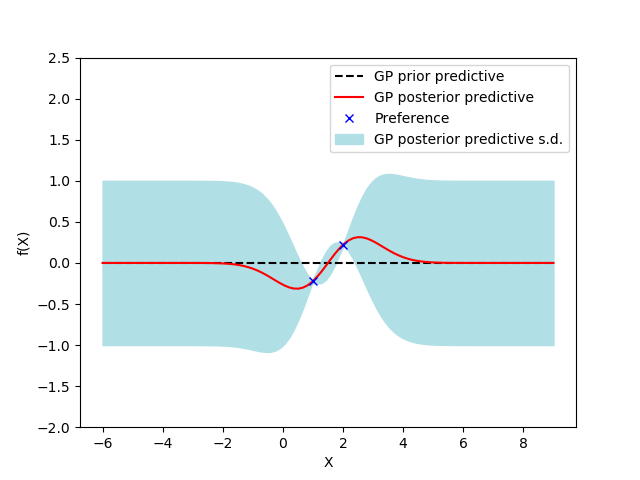 2.5
2.0
1.5
1.0
0.5
0.0
−0.5
−1.0
−1.5
−2.0
f(X)
GP prior predictive
GP posterior predictive
Preference
GP posterior predictive s.d.
−6 −4 −2 0 2 4 6 8
X